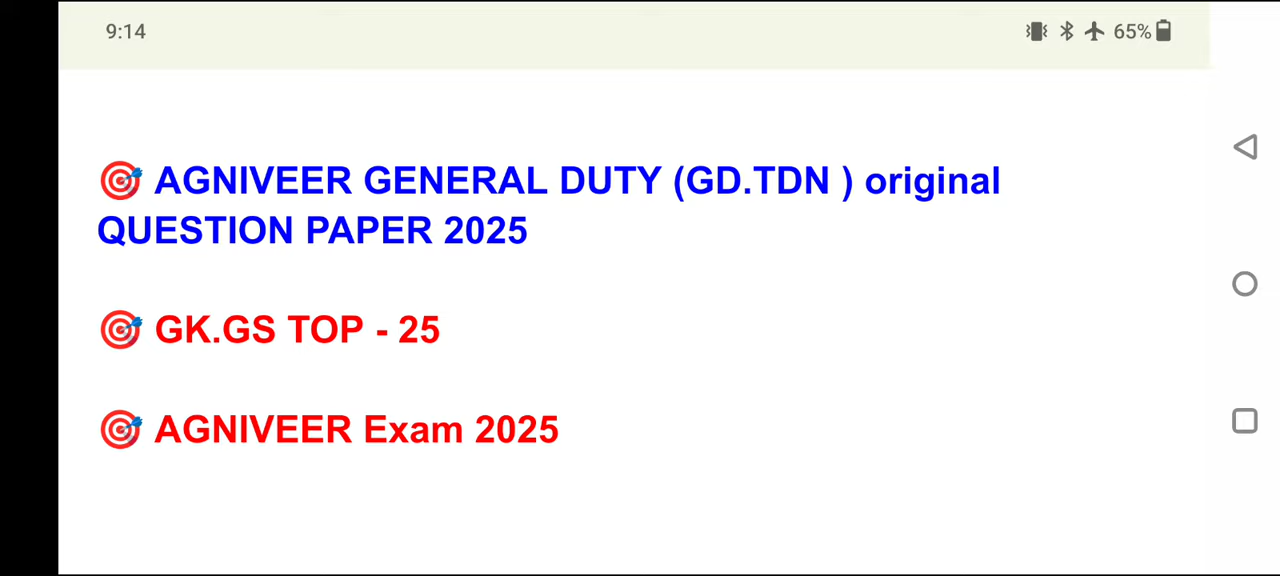 9:14
65%
🎯 AGNIVEER GENERAL DUTY (GD.TDN ) original
QUESTION PAPER 2025
🎯 GK.GS TOP - 25
🎯 AGNIVEER Exam 2025